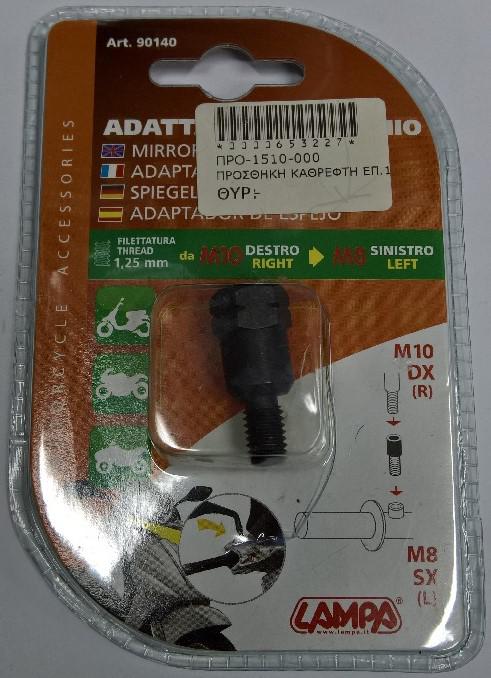 Art. 90140
ADATT
IO
*JJJJ653227*
ΠΡΟ-1510-000
ΠΡΟΣΘΗΚΗ ΚΑΘΡΕΦΤΗ ΕΠ.1
ΘΥΡ:-
MIRROR
ADAPTA
SPIEGEL
ADAPTADOR DE ESPEJO
FILETTATURA
THREAD
1,25 mm
da M10 DESTRO
RIGHT
M8 SINISTRO
LEFT
M10
DX
(R)
M8
SX
(L)
LAMPA®
www.lampa.it
RCYCLE ACCESSORIES